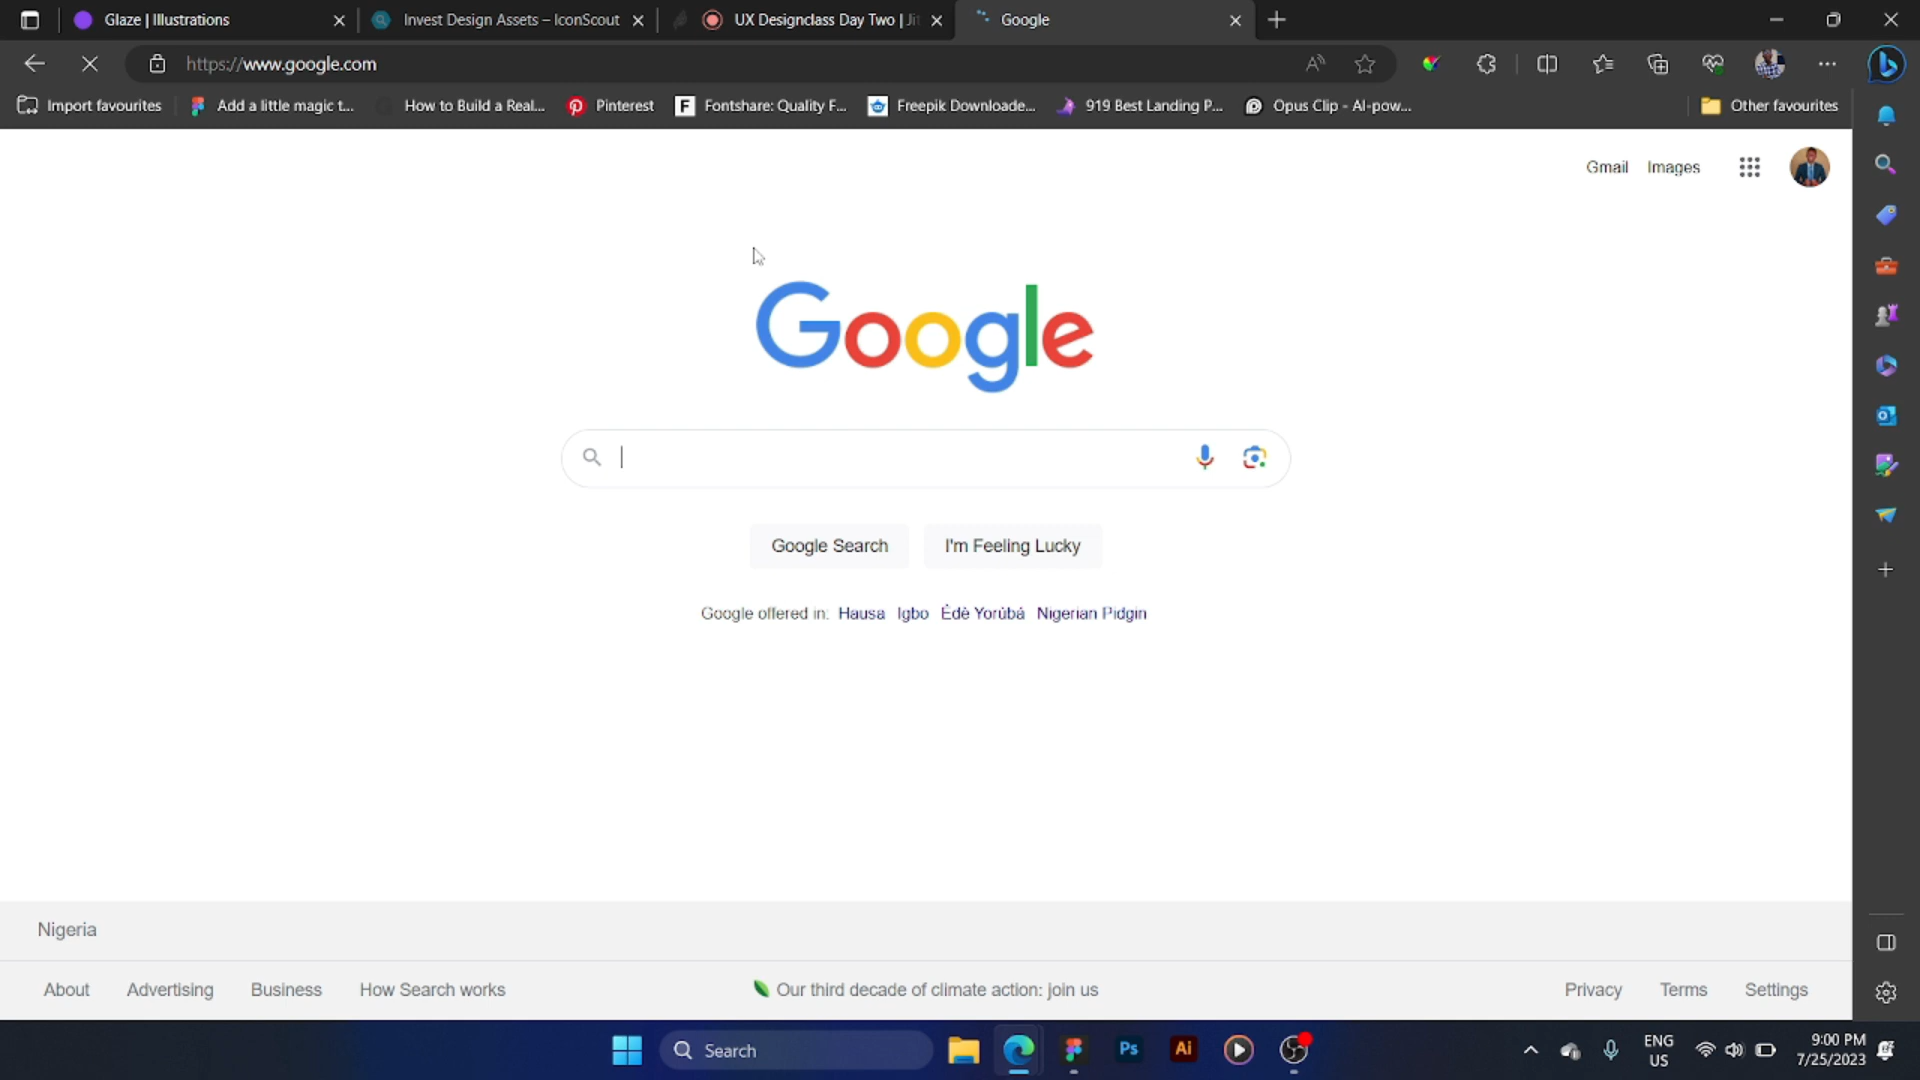 Glaze | Illustrations
Invest Design Assets – IconScout
UX Designclass Day Two | Jit
Google
https://www.google.com
Import favourites
Add a little magic t...
How to Build a Real...
Pinterest
Fontshare: Quality F...
Freepik Downloade...
919 Best Landing P...
Opus Clip - AI-pow...
Other favourites
Gmail
Images
Google
Google Search
I'm Feeling Lucky
Google offered in: Hausa Igbo Èdè Yorùbá Nigerian Pidgin
Nigeria
About
Advertising
Business
How Search works
Our third decade of climate action: join us
Privacy
Terms
Settings
Search
Ps
Ai
ENG
US
9:00 PM
7/25/2023